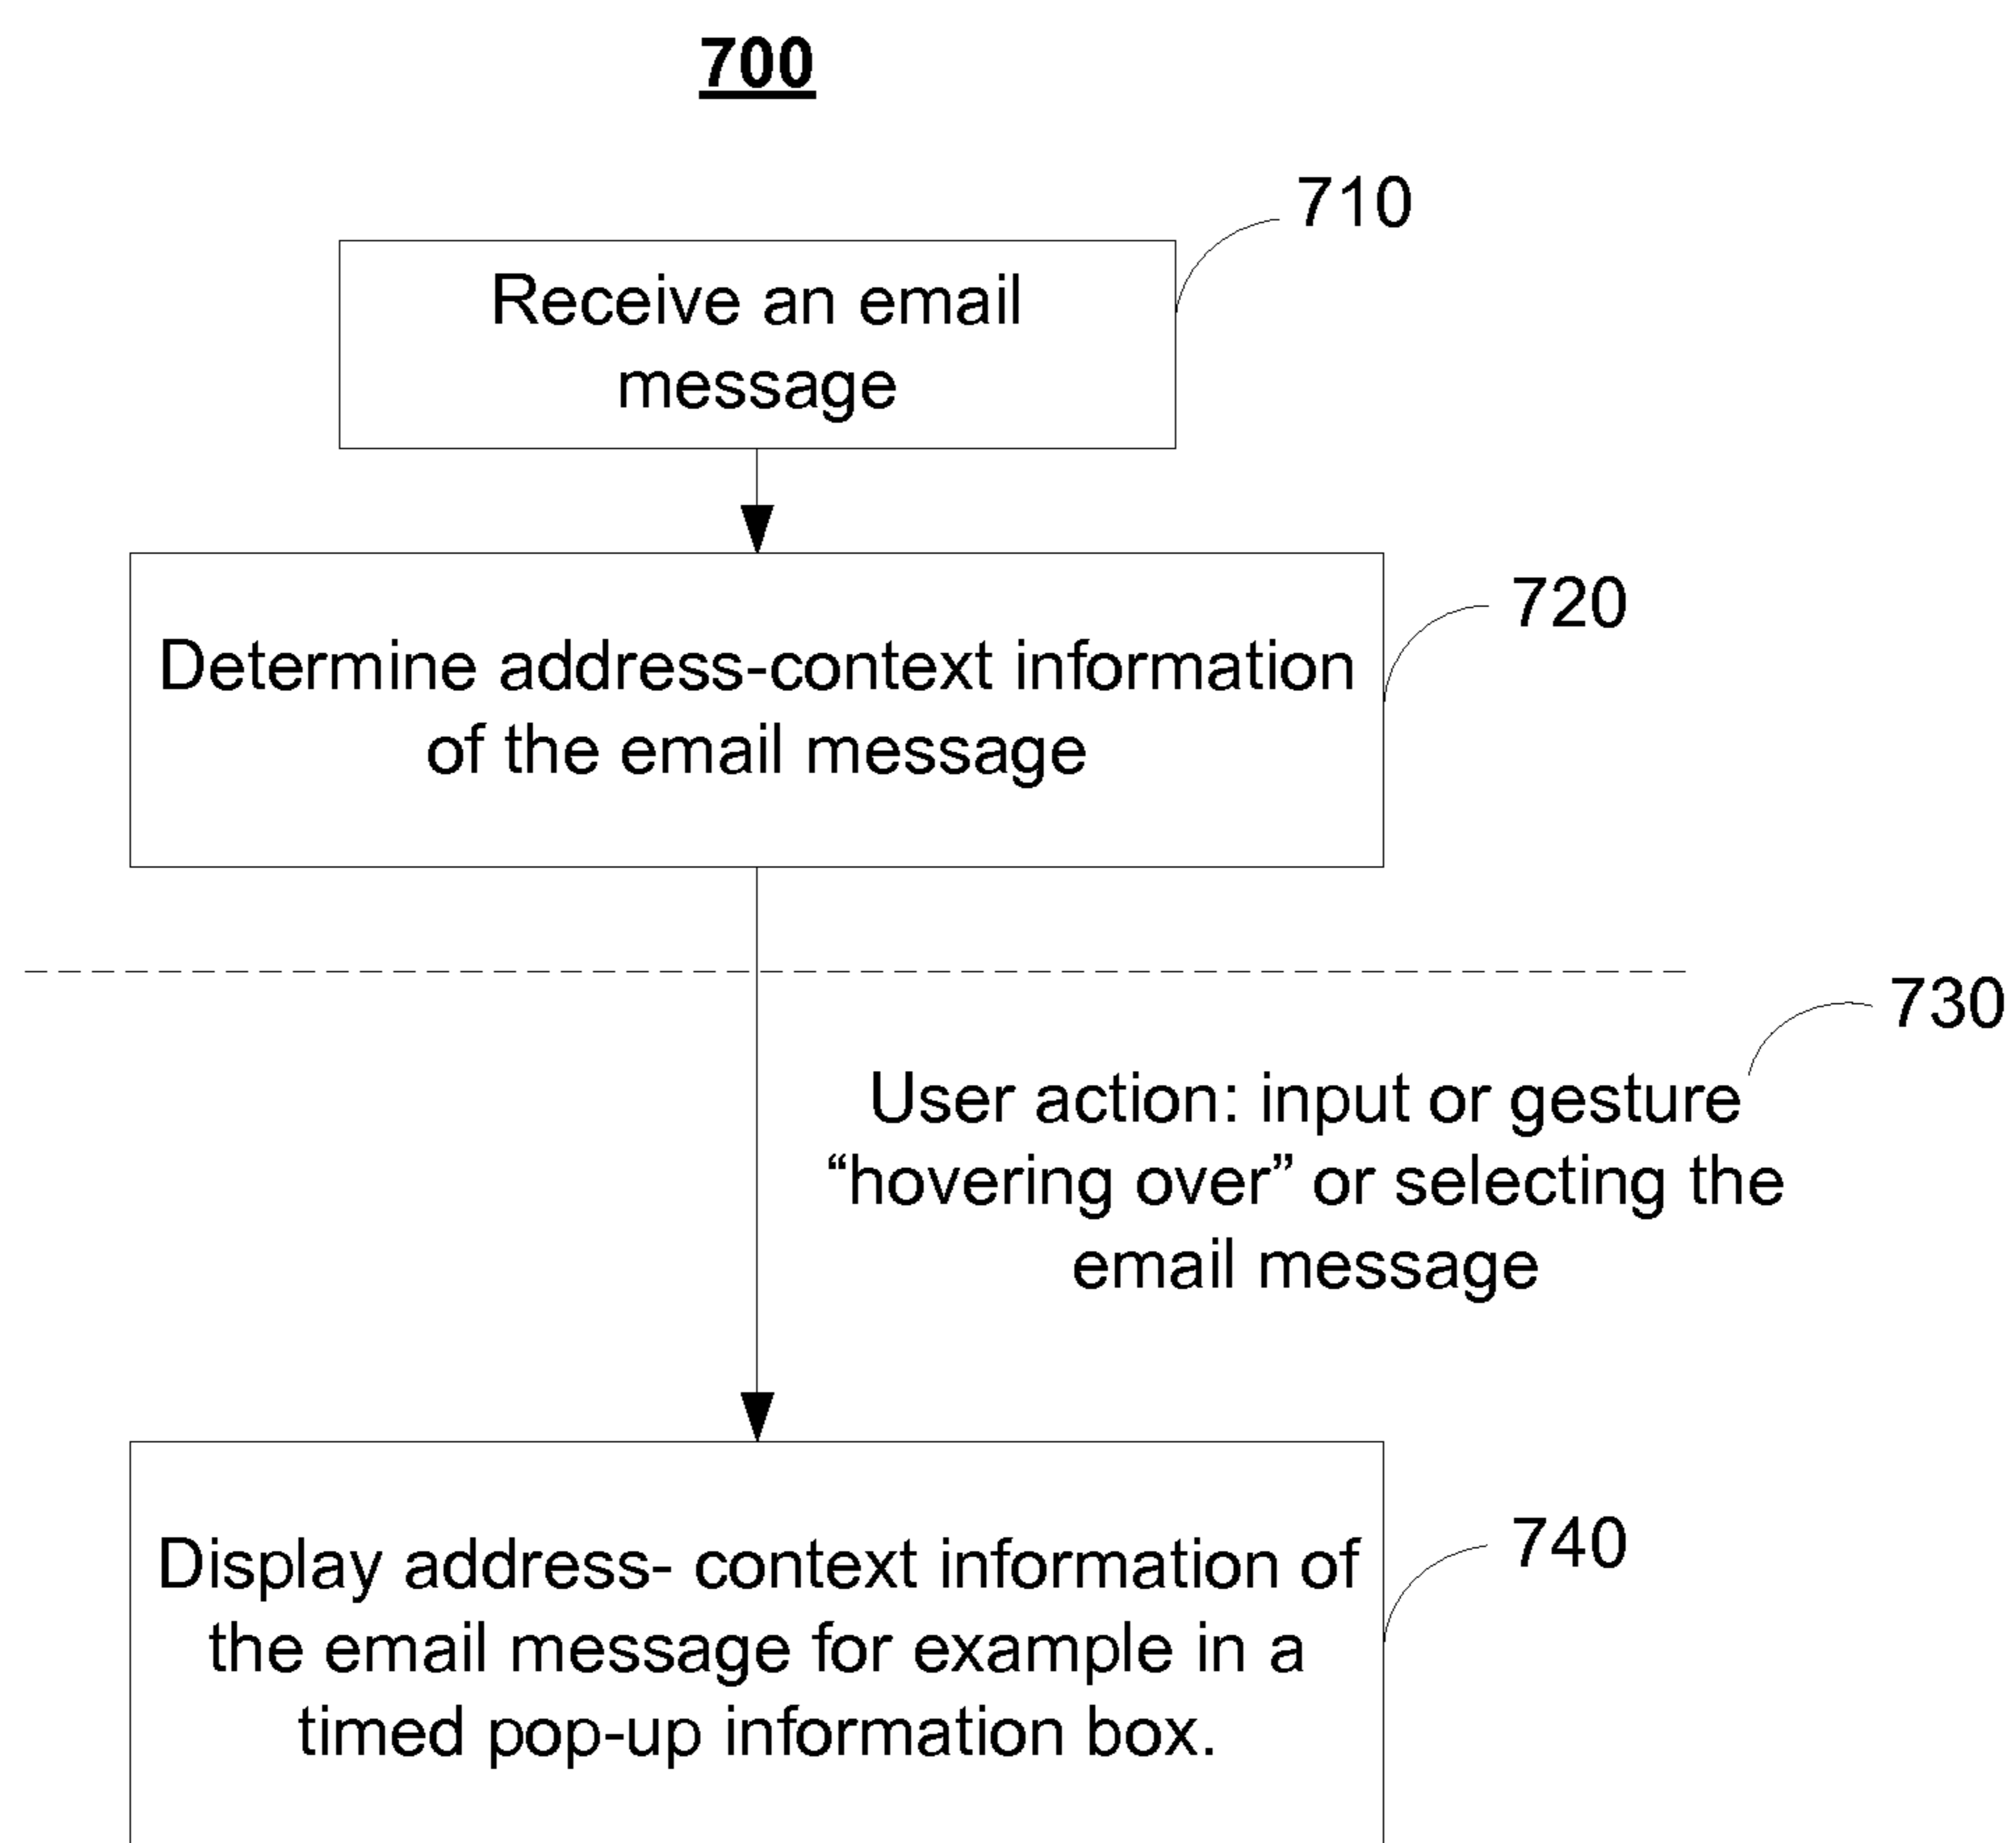 700
710
Receive an email
message
720
Determine address-context information
of the email message
730
User action: input or gesture
“hovering over” or selecting the
email message
740
Display address- context information of
the email message for example in a
timed pop-up information box.